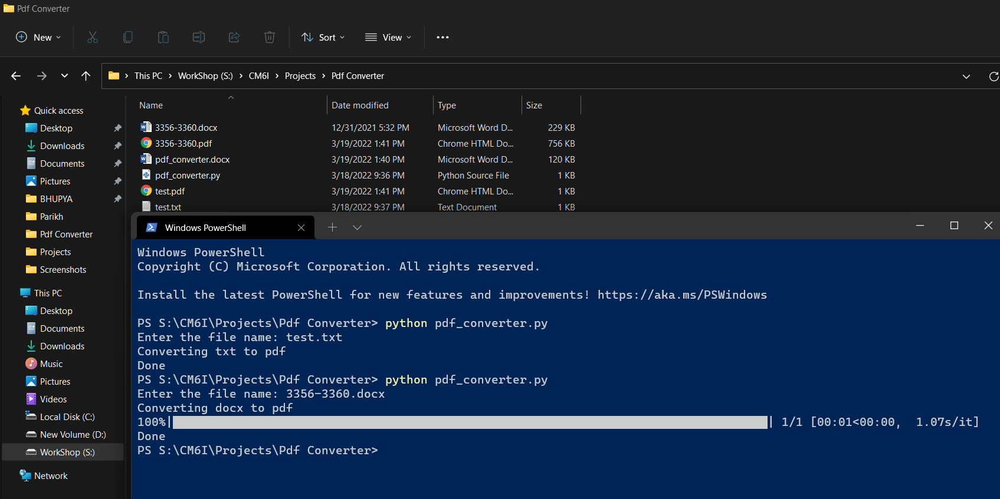 Pdf Converter
New
Sort
View
This PC > WorkShop (S:) > CM6I > Projects > Pdf Converter
Name Date modified Type Size
3356-3360.docx 12/31/2021 5:32 PM Microsoft Word D... 229 KB
3356-3360.pdf 3/19/2022 1:41 PM Chrome HTML Do... 756 KB
pdf_converter.docx 3/19/2022 1:40 PM Microsoft Word D... 120 KB
pdf_converter.py 3/18/2022 9:36 PM Python Source File 1 KB
test.pdf 3/19/2022 1:41 PM Chrome HTML Do... 1 KB
test.txt 3/18/2022 9:37 PM Text Document 1 KB
Quick access
Desktop
Downloads
Documents
Pictures
BHUPYA
Parikh
Pdf Converter
Projects
Screenshots
This PC
Desktop
Documents
Downloads
Music
Pictures
Videos
Local Disk (C:)
New Volume (D:)
WorkShop (S:)
Network
Windows PowerShell
Windows PowerShell
Copyright (C) Microsoft Corporation. All rights reserved.
Install the latest PowerShell for new features and improvements! https://aka.ms/PSWindows
PS S:\CM6I\Projects\Pdf Converter> python pdf_converter.py
Enter the file name: test.txt
Converting txt to pdf
Done
PS S:\CM6I\Projects\Pdf Converter> python pdf_converter.py
Enter the file name: 3356-3360.docx
Converting docx to pdf
100%| | 1/1 [00:01<00:00, 1.07s/it]
Done
PS S:\CM6I\Projects\Pdf Converter>